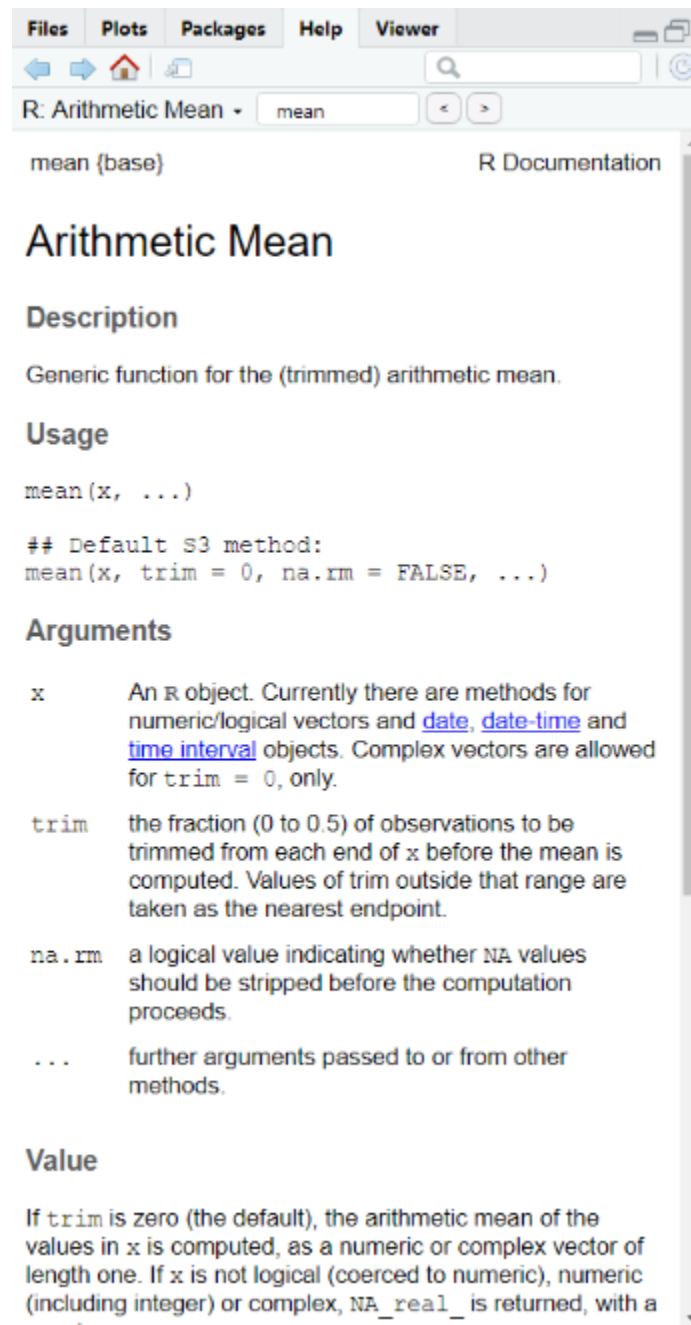 Files Plots Packages Help Viewer
R: Arithmetic Mean mean < >
mean {base} R Documentation
Arithmetic Mean
Description
Generic function for the (trimmed) arithmetic mean.
Usage
mean(x, ...)
## Default S3 method:
mean(x, trim = 0, na.rm = FALSE, ...)
Arguments
x An R object. Currently there are methods for
numeric/logical vectors and date, date-time and
time interval objects. Complex vectors are allowed
for trim = 0, only.
trim the fraction (0 to 0.5) of observations to be
trimmed from each end of x before the mean is
computed. Values of trim outside that range are
taken as the nearest endpoint.
na.rm a logical value indicating whether NA values
should be stripped before the computation
proceeds.
... further arguments passed to or from other
methods.
Value
If trim is zero (the default), the arithmetic mean of the
values in x is computed, as a numeric or complex vector of
length one. If x is not logical (coerced to numeric), numeric
(including integer) or complex, NA_real_ is returned, with a